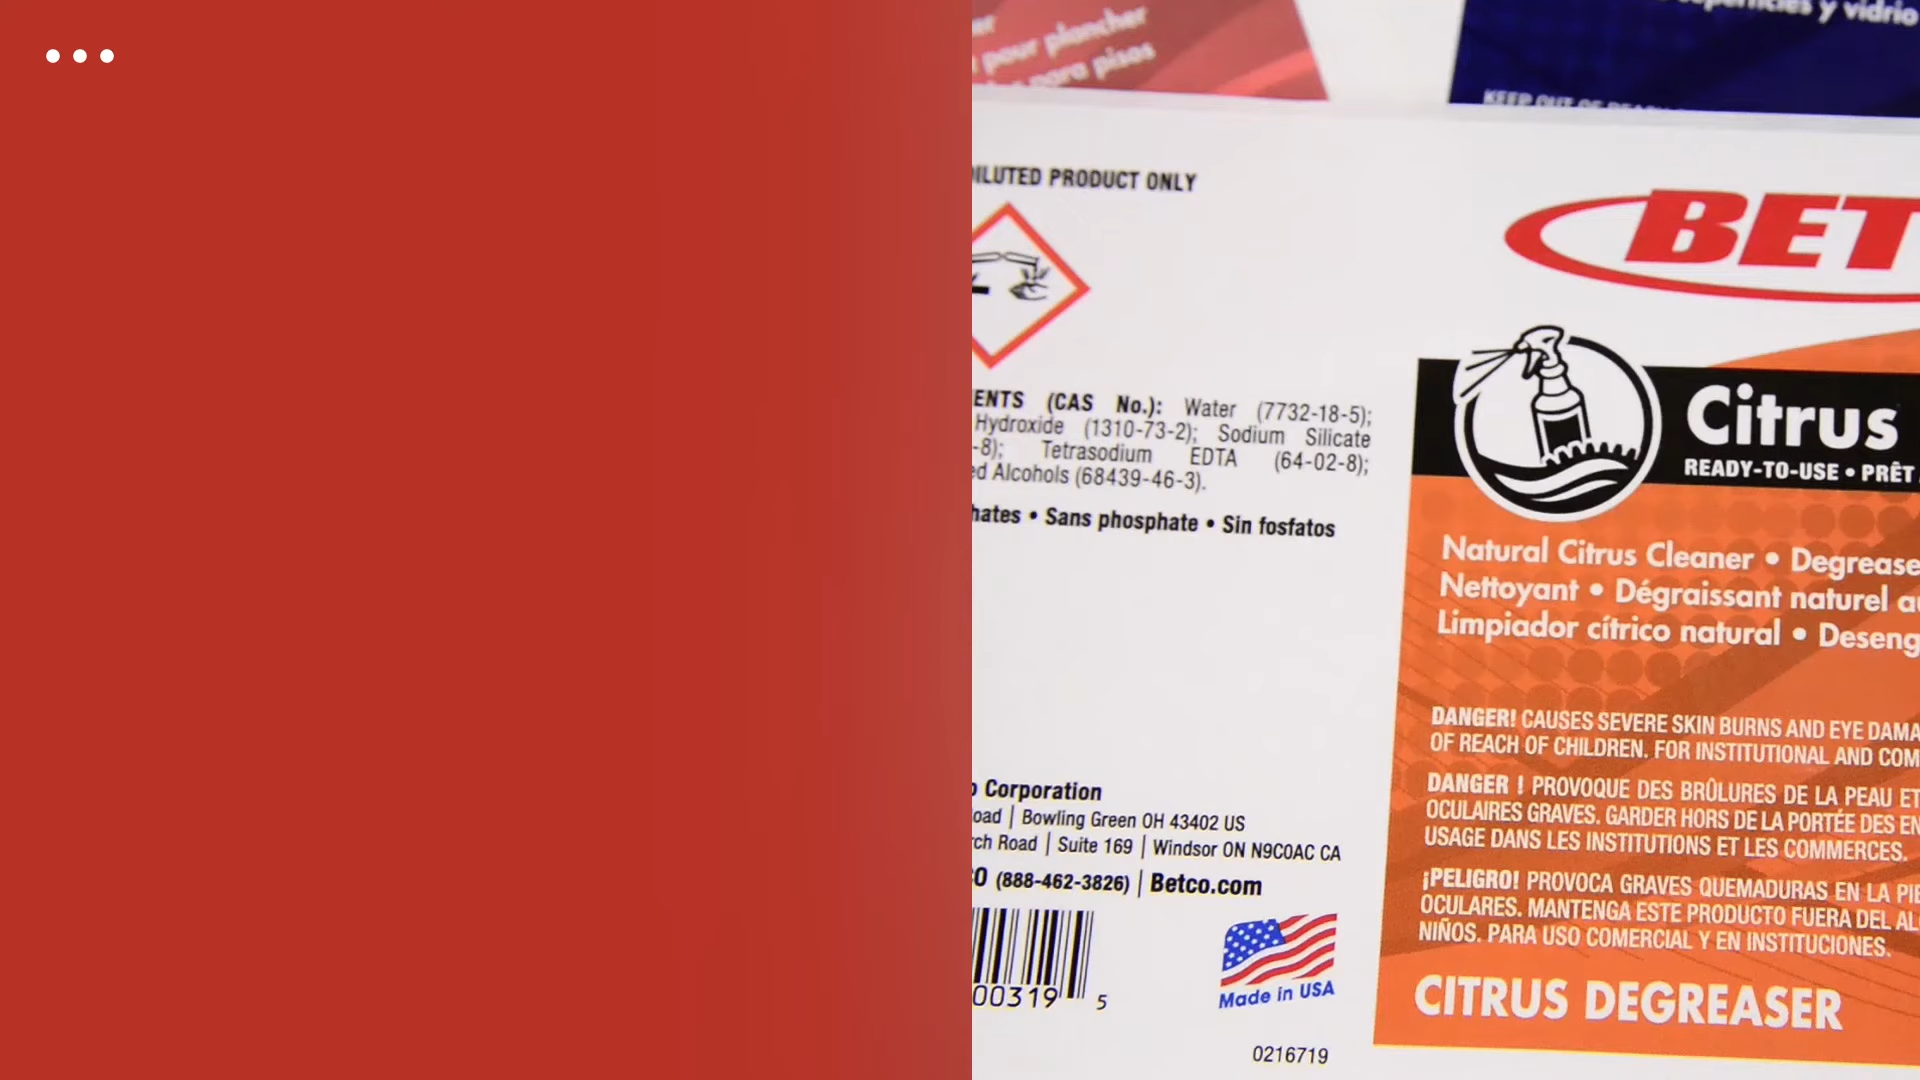 pour plancher
para pisos
y vidrio
KEEP OUT OF
DILUTED PRODUCT ONLY
(CAS No.): Water (7732-18-5);
Hydroxide (1310-73-2); Sodium Silicate
-8); Tetrasodium EDTA (64-02-8);
Alcohols (68439-46-3).
• Sans phosphate • Sin fosfatos
Corporation
| Bowling Green OH 43402 US
Road | Suite 169 | Windsor ON N9C0AC CA
(888-462-3826) | Betco.com
00319 5
Made in USA
0216719
BET
Citrus
READY-TO-USE • PRÊT
Natural Citrus Cleaner • Degrease
Nettoyant • Dégraissant naturel au
Limpiador cítrico natural • Deseng
DANGER! CAUSES SEVERE SKIN BURNS AND EYE DAMA
OF REACH OF CHILDREN. FOR INSTITUTIONAL AND COM
DANGER ! PROVOQUE DES BRÛLURES DE LA PEAU ET
OCULAIRES GRAVES. GARDER HORS DE LA PORTÉE DES EN
USAGE DANS LES INSTITUTIONS ET LES COMMERCES.
¡PELIGRO! PROVOCA GRAVES QUEMADURAS EN LA PIE
OCULARES. MANTENGA ESTE PRODUCTO FUERA DEL AL
NIÑOS. PARA USO COMERCIAL Y EN INSTITUCIONES.
CITRUS DEGREASER